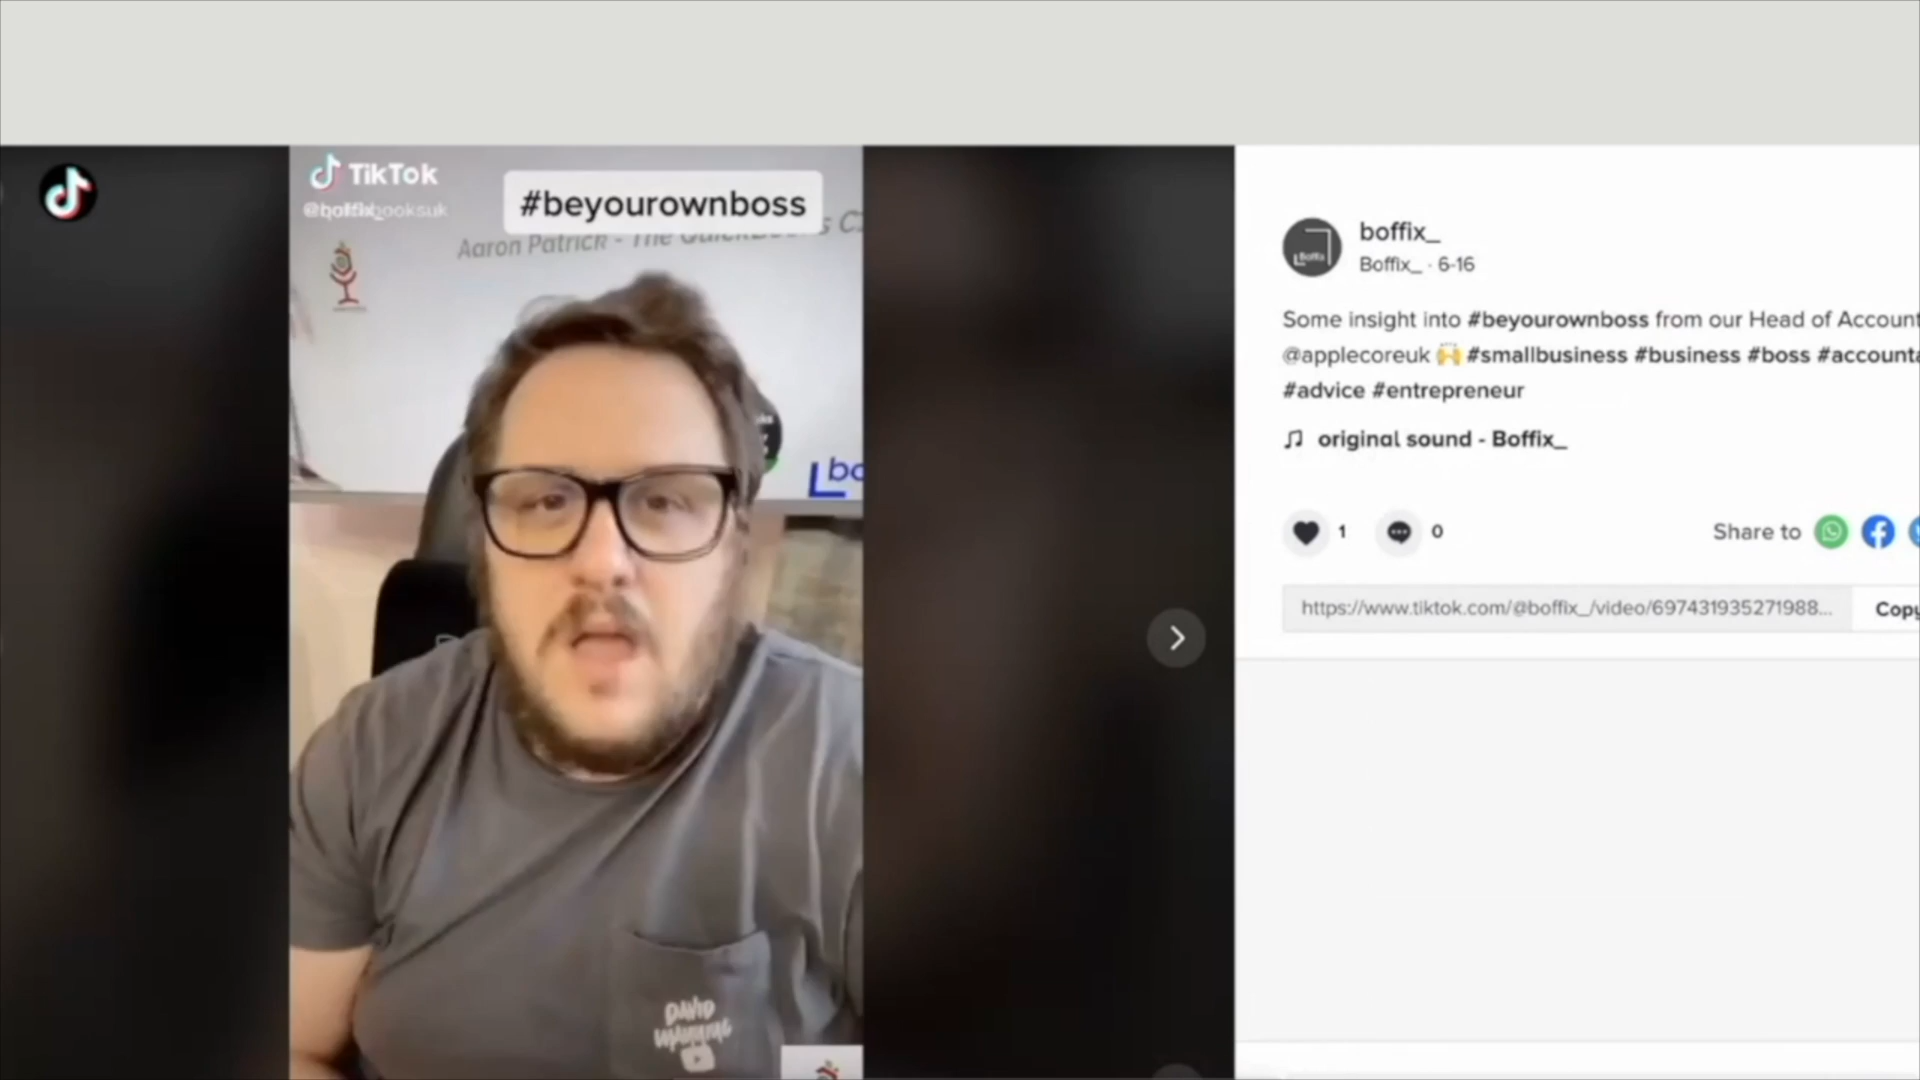 TikTok
#beyourownboss
Aaron Patrick - The
boffix_
Boffix_ · 6-16
Some insight into #beyourownboss from our Head of Account
@applecoreuk 🙌 #smallbusiness #business #boss #accounta
#advice #entrepreneur
original sound - Boffix_
1
0
Share to
https://www.tiktok.com/@boffix_/video/697431935271988...
Copy
DAVID